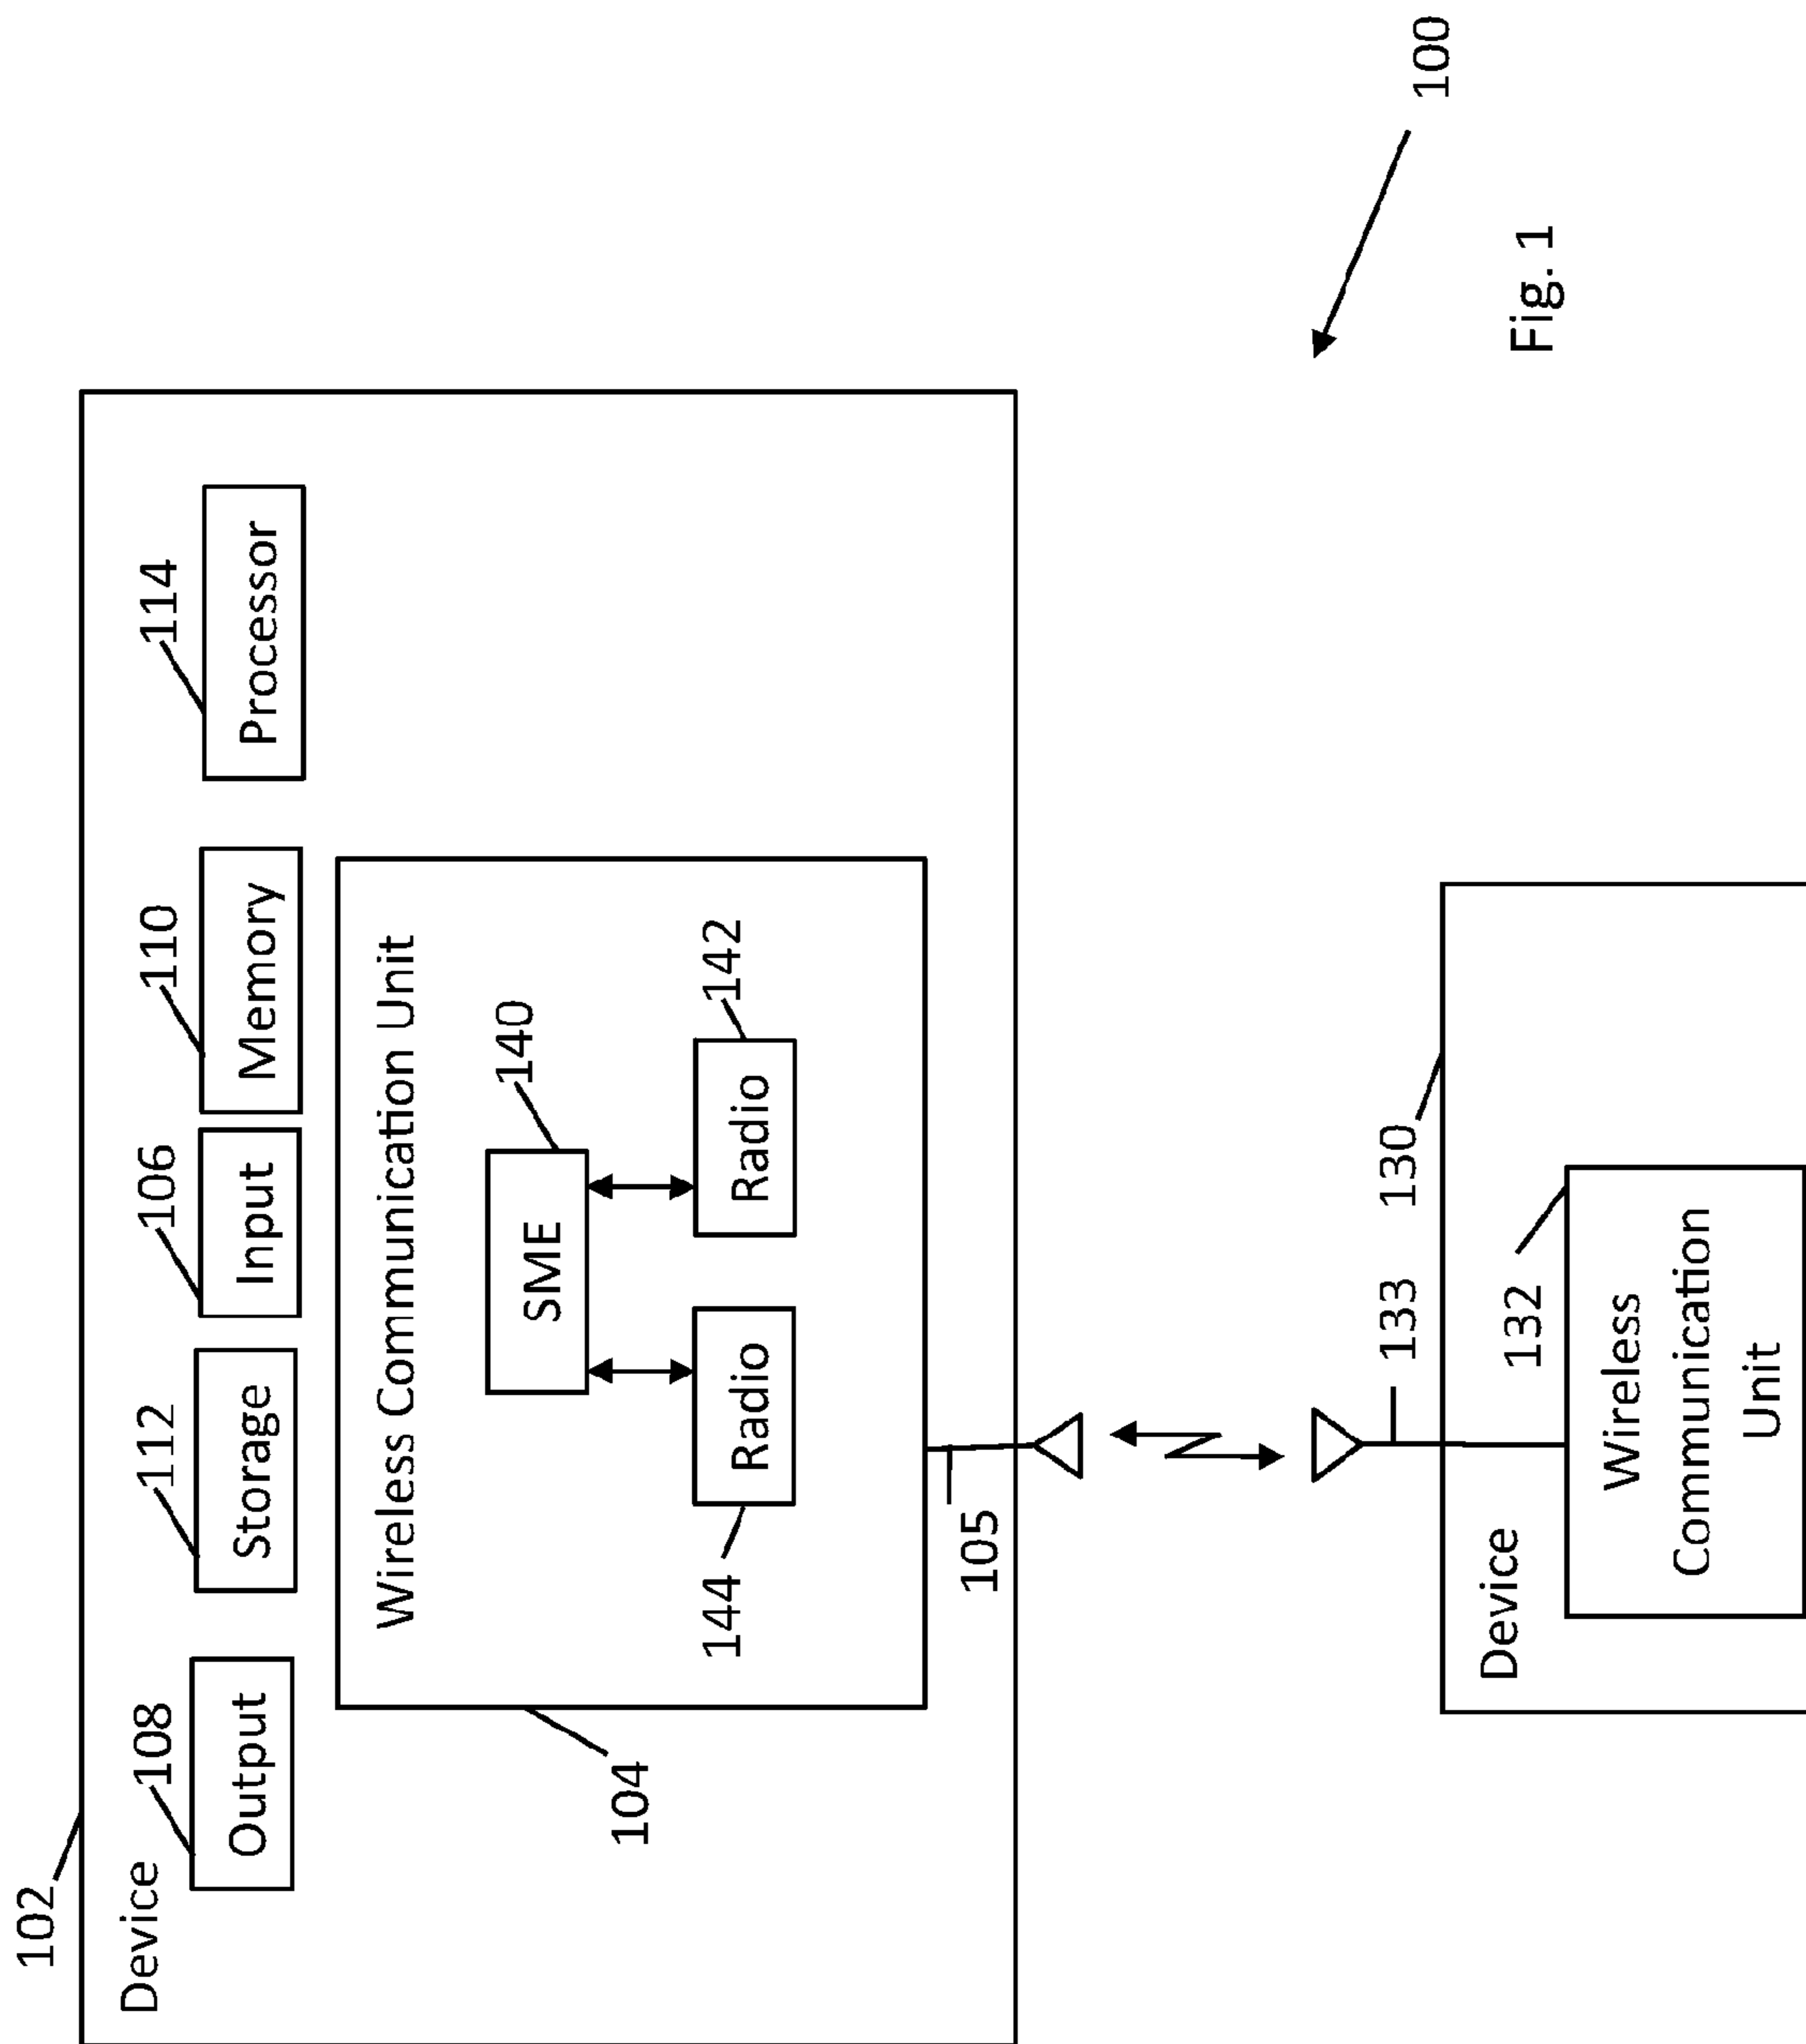 102
Device
108
112
106
110
114
Output
Storage
Input
Memory
Processor
Wireless Communication Unit
140
SME
144
142
Radio
Radio
104
105
133
130
100
Device
132
Wireless
Communication
Unit
Fig. 1